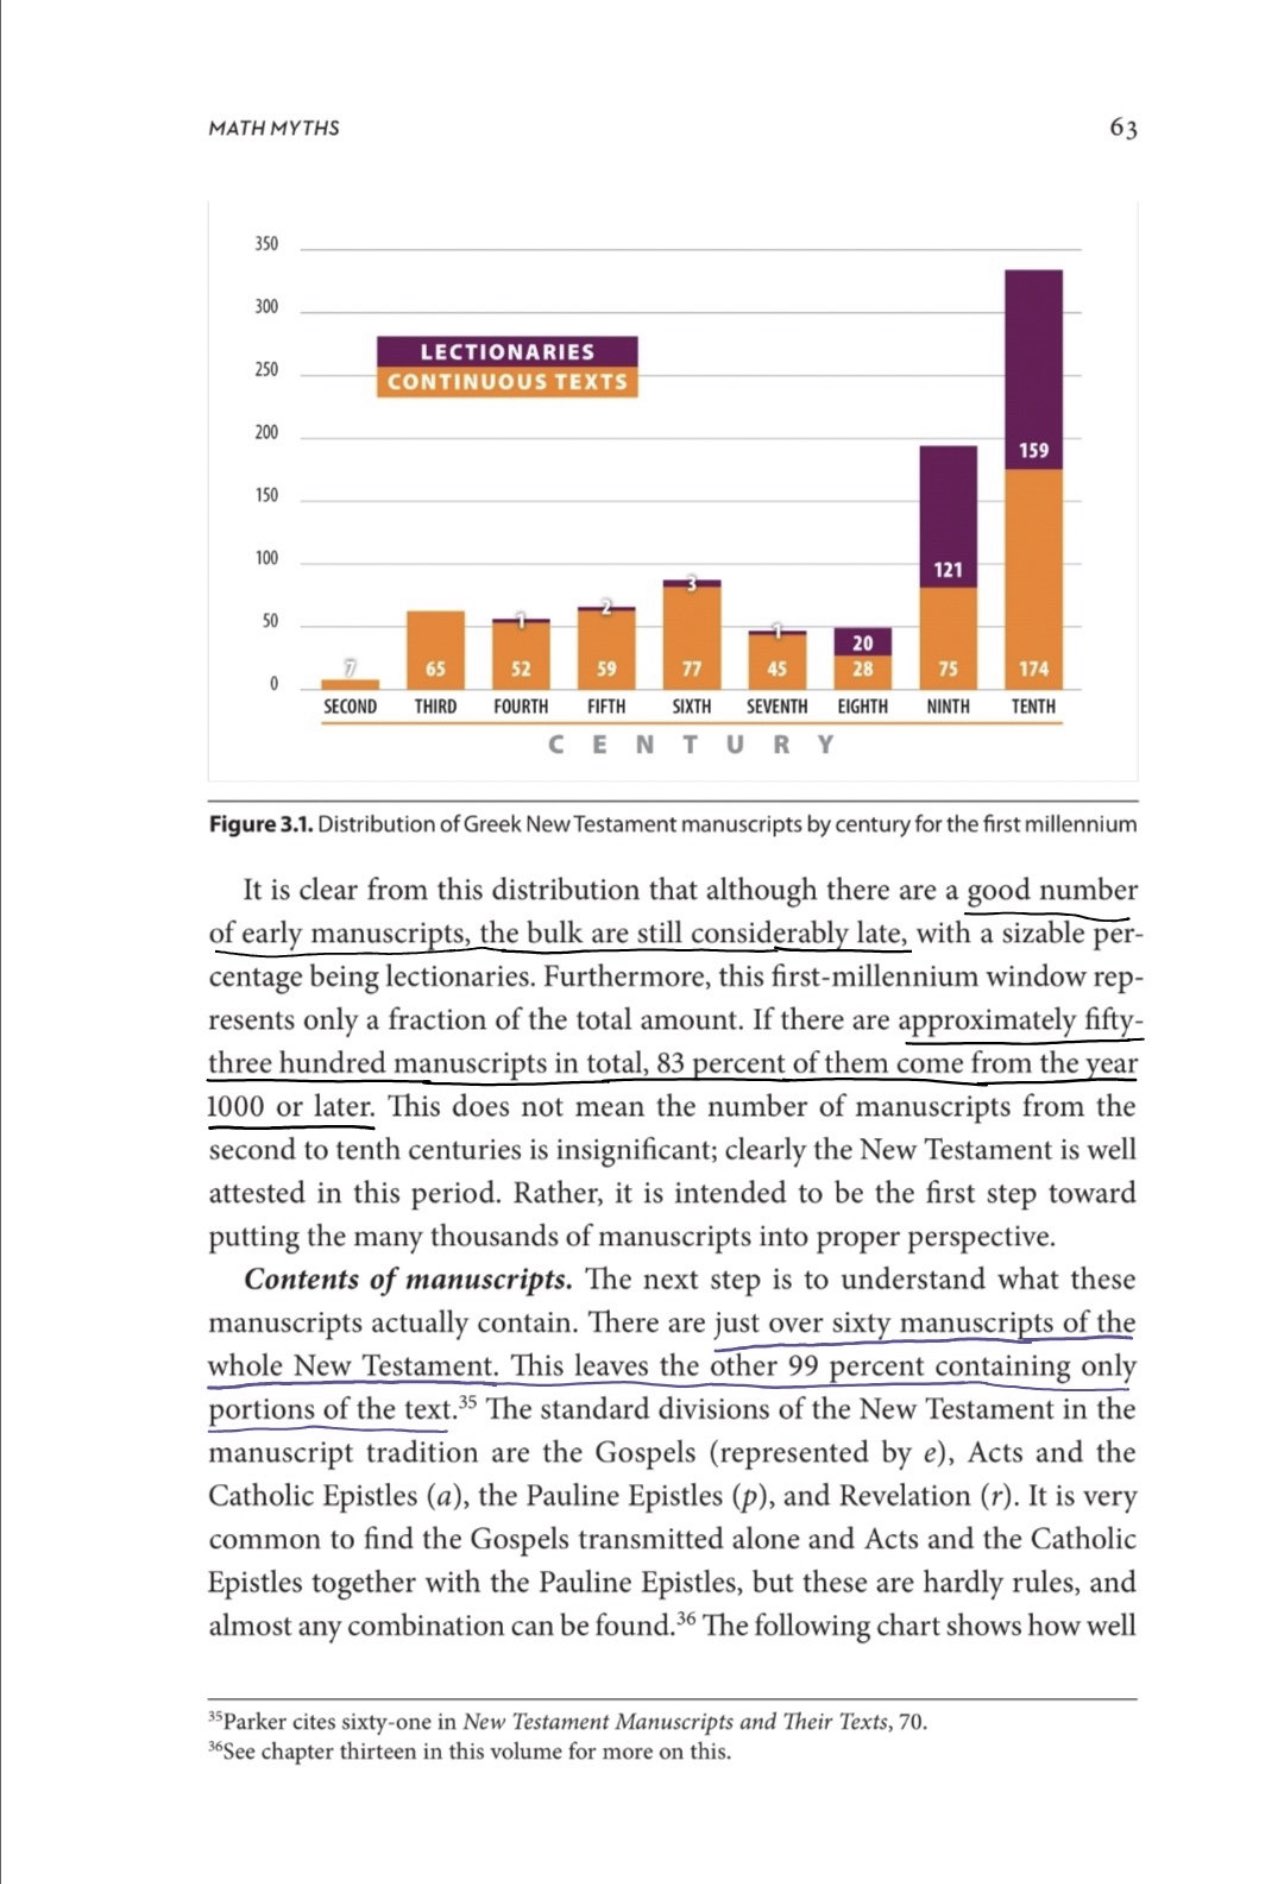 MATH MYTHS 63
350
300
LECTIONARIES
250
CONTINUOUS TEXTS
200
159
150
100
121
3
2
1
1
50
20
7 65 52 59 77 45 28 75 174
0
SECOND THIRD FOURTH FIFTH SIXTH SEVENTH EIGHTH NINTH TENTH
CENTURY
Figure 3.1. Distribution of Greek New Testament manuscripts by century for the first millennium
It is clear from this distribution that although there are a good number
of early manuscripts, the bulk are still considerably late, with a sizable per-
centage being lectionaries. Furthermore, this first-millennium window rep-
resents only a fraction of the total amount. If there are approximately fifty-
three hundred manuscripts in total, 83 percent of them come from the year
1000 or later. This does not mean the number of manuscripts from the
second to tenth centuries is insignificant; clearly the New Testament is well
attested in this period. Rather, it is intended to be the first step toward
putting the many thousands of manuscripts into proper perspective.
Contents of manuscripts. The next step is to understand what these
manuscripts actually contain. There are just over sixty manuscripts of the
whole New Testament. This leaves the other 99 percent containing only
portions of the text.³⁵ The standard divisions of the New Testament in the
manuscript tradition are the Gospels (represented by e), Acts and the
Catholic Epistles (a), the Pauline Epistles (p), and Revelation (r). It is very
common to find the Gospels transmitted alone and Acts and the Catholic
Epistles together with the Pauline Epistles, but these are hardly rules, and
almost any combination can be found.³⁶ The following chart shows how well
³⁵Parker cites sixty-one in New Testament Manuscripts and Their Texts, 70.
³⁶See chapter thirteen in this volume for more on this.